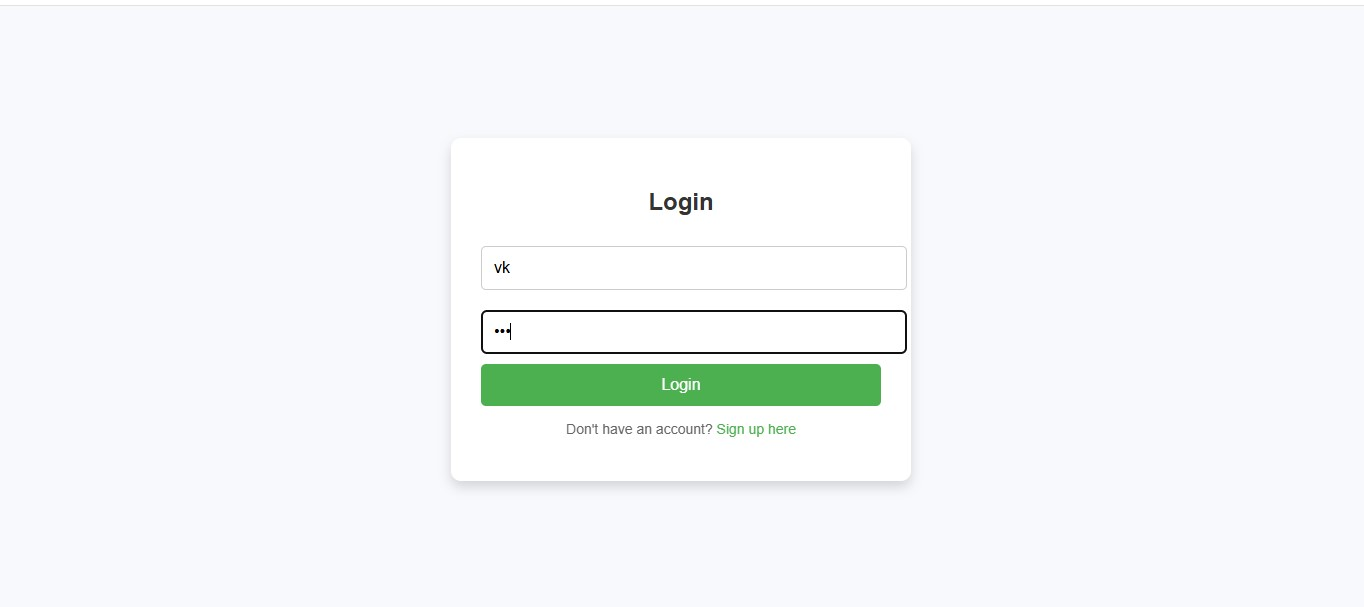 Login
vk
•••
Login
Don't have an account? Sign up here